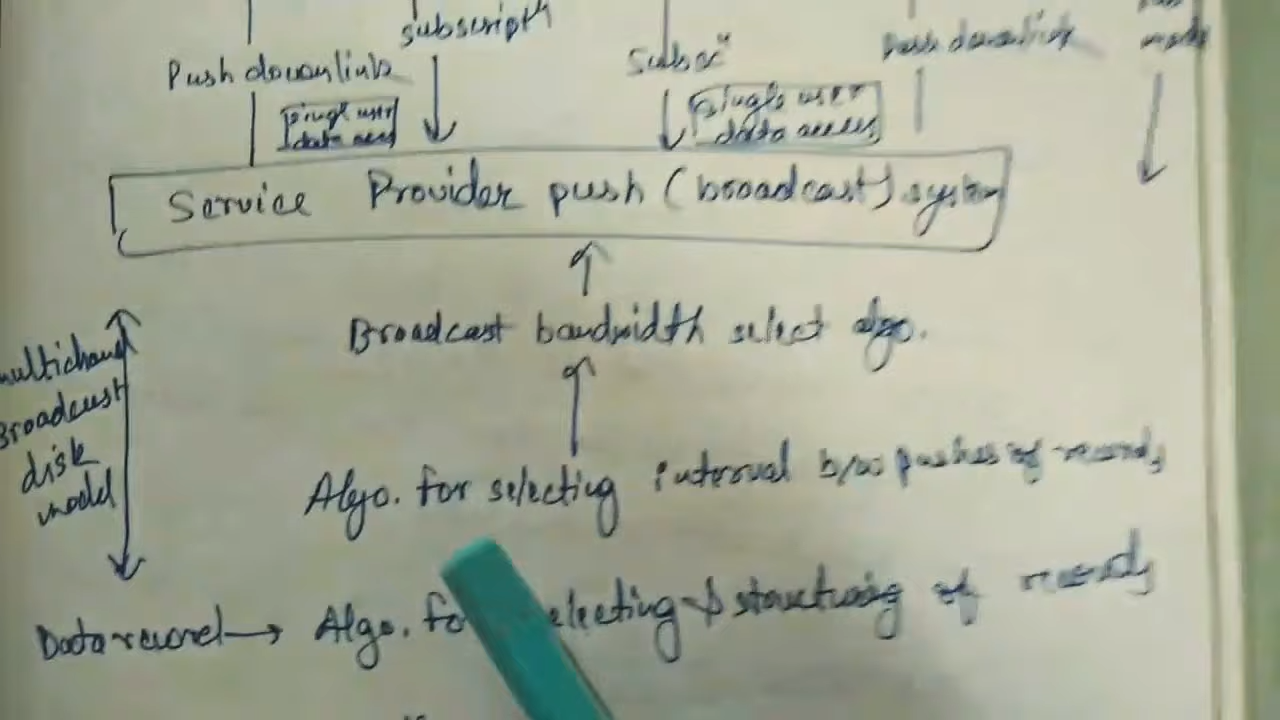 subscript
Push downlink
Subscn
Push downlink
mode
single user
data access
single user
data access
Service Provider push (broadcast) system
Broadcast bandwidth select algo.
multichannel
Broadcast
disk
model
Algo. for selecting interval b/w pushes of records
Data record → Algo. for selecting & structuring of records